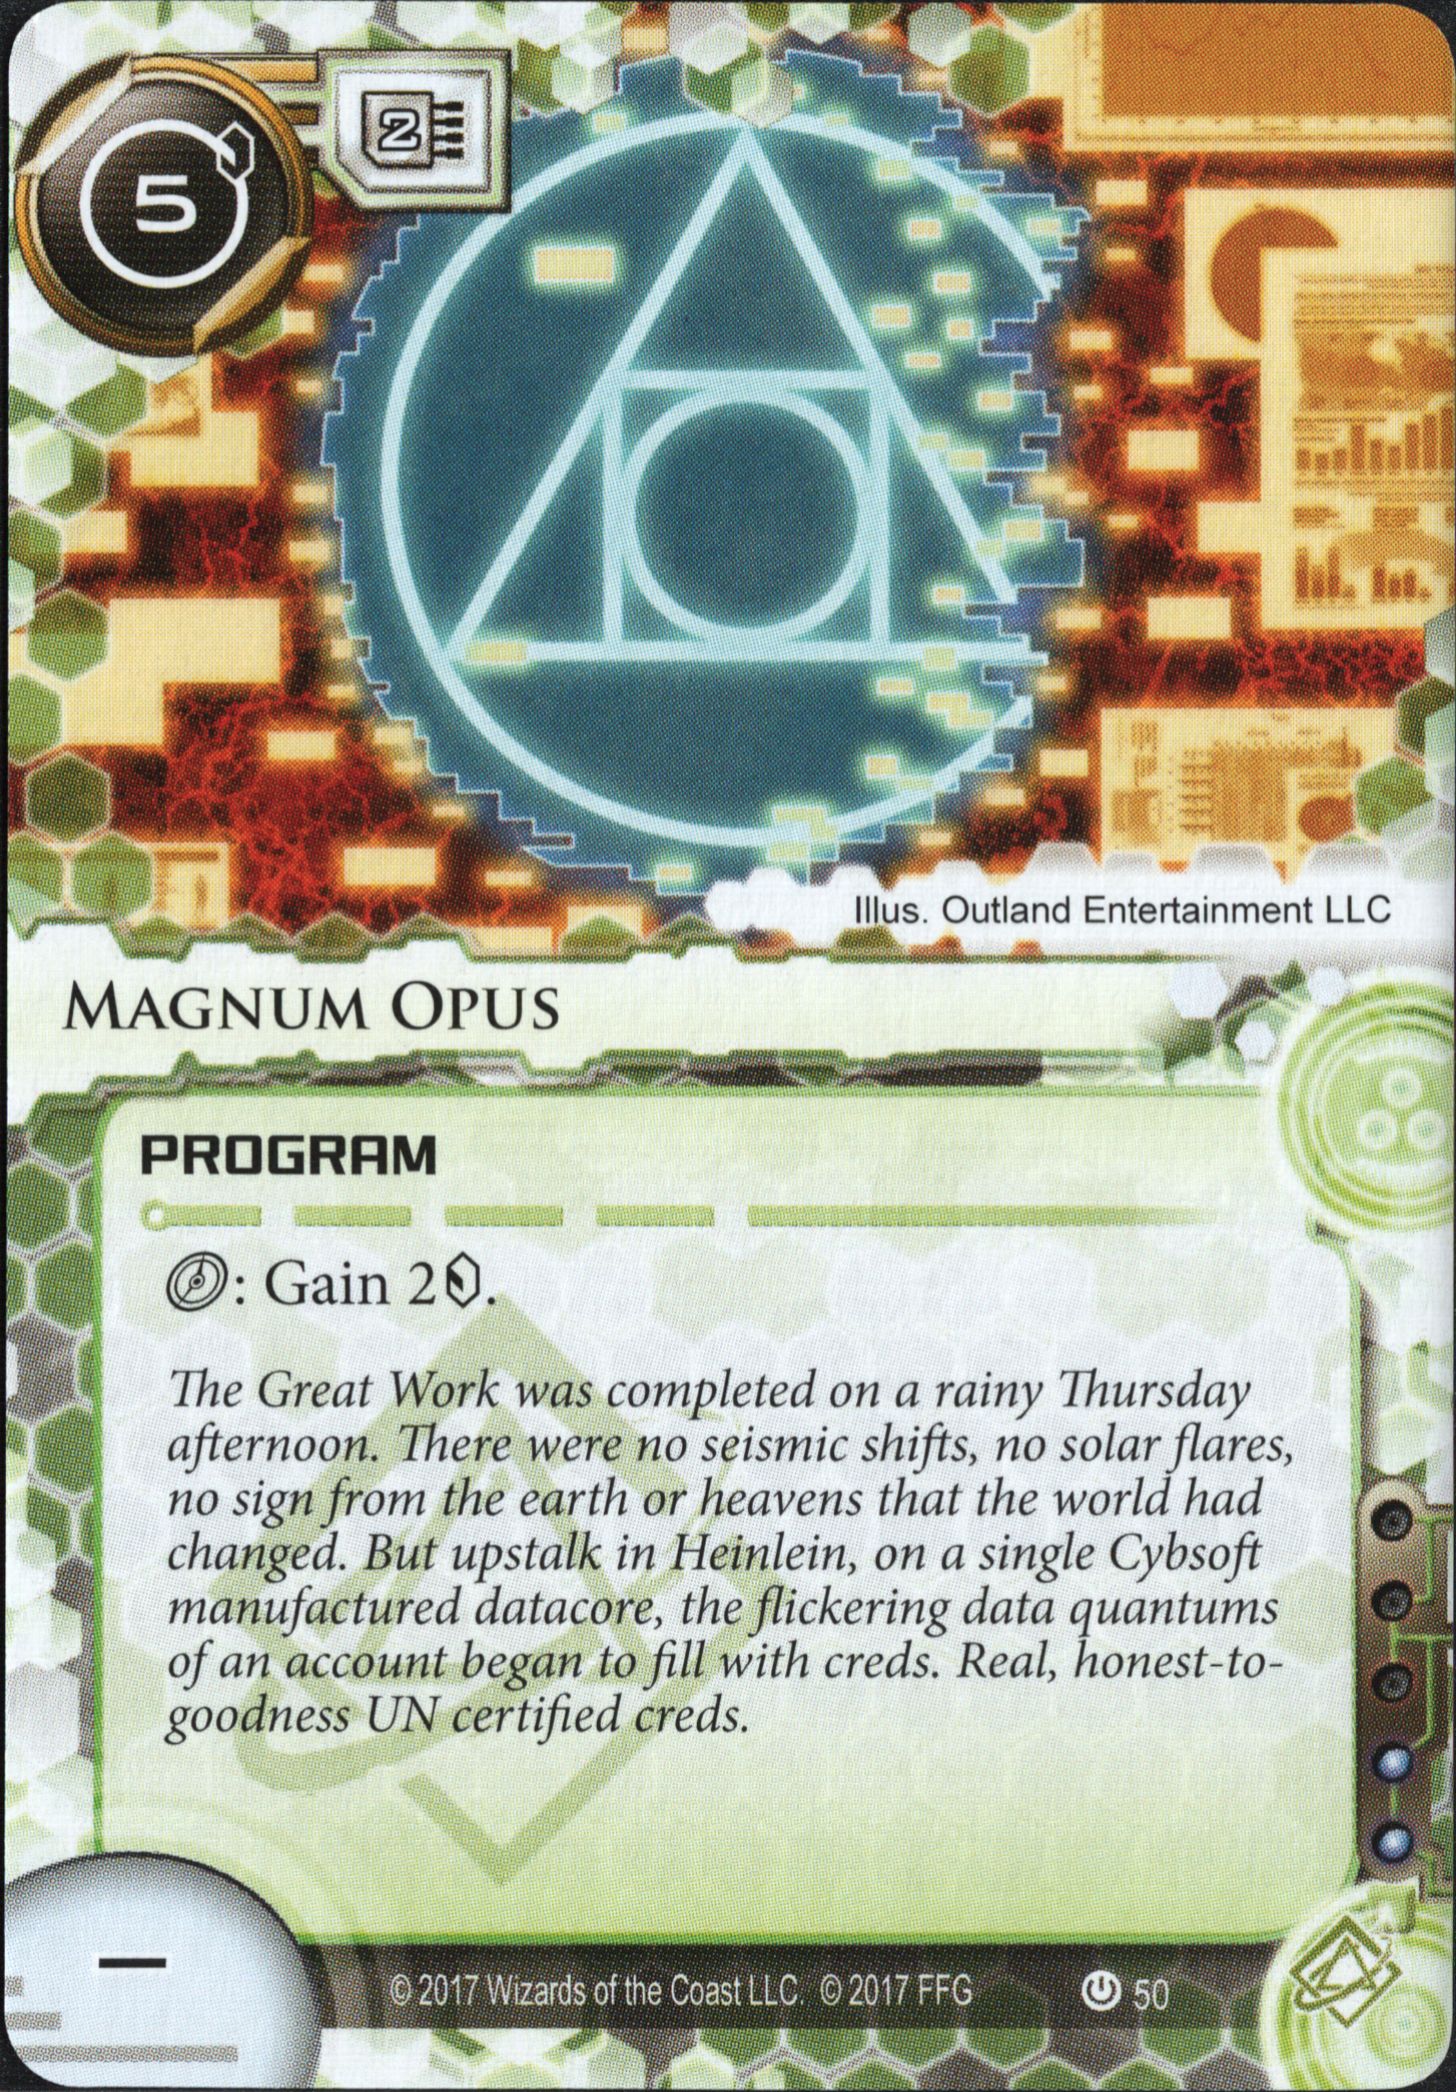 5
2
Illus. Outland Entertainment LLC
MAGNUM OPUS
PROGRAM
: Gain 2.
The Great Work was completed on a rainy Thursday
afternoon. There were no seismic shifts, no solar flares,
no sign from the earth or heavens that the world had
changed. But upstalk in Heinlein, on a single Cybsoft
manufactured datacore, the flickering data quantums
of an account began to fill with creds. Real, honest-to-
goodness UN certified creds.
–
© 2017 Wizards of the Coast LLC. © 2017 FFG 50